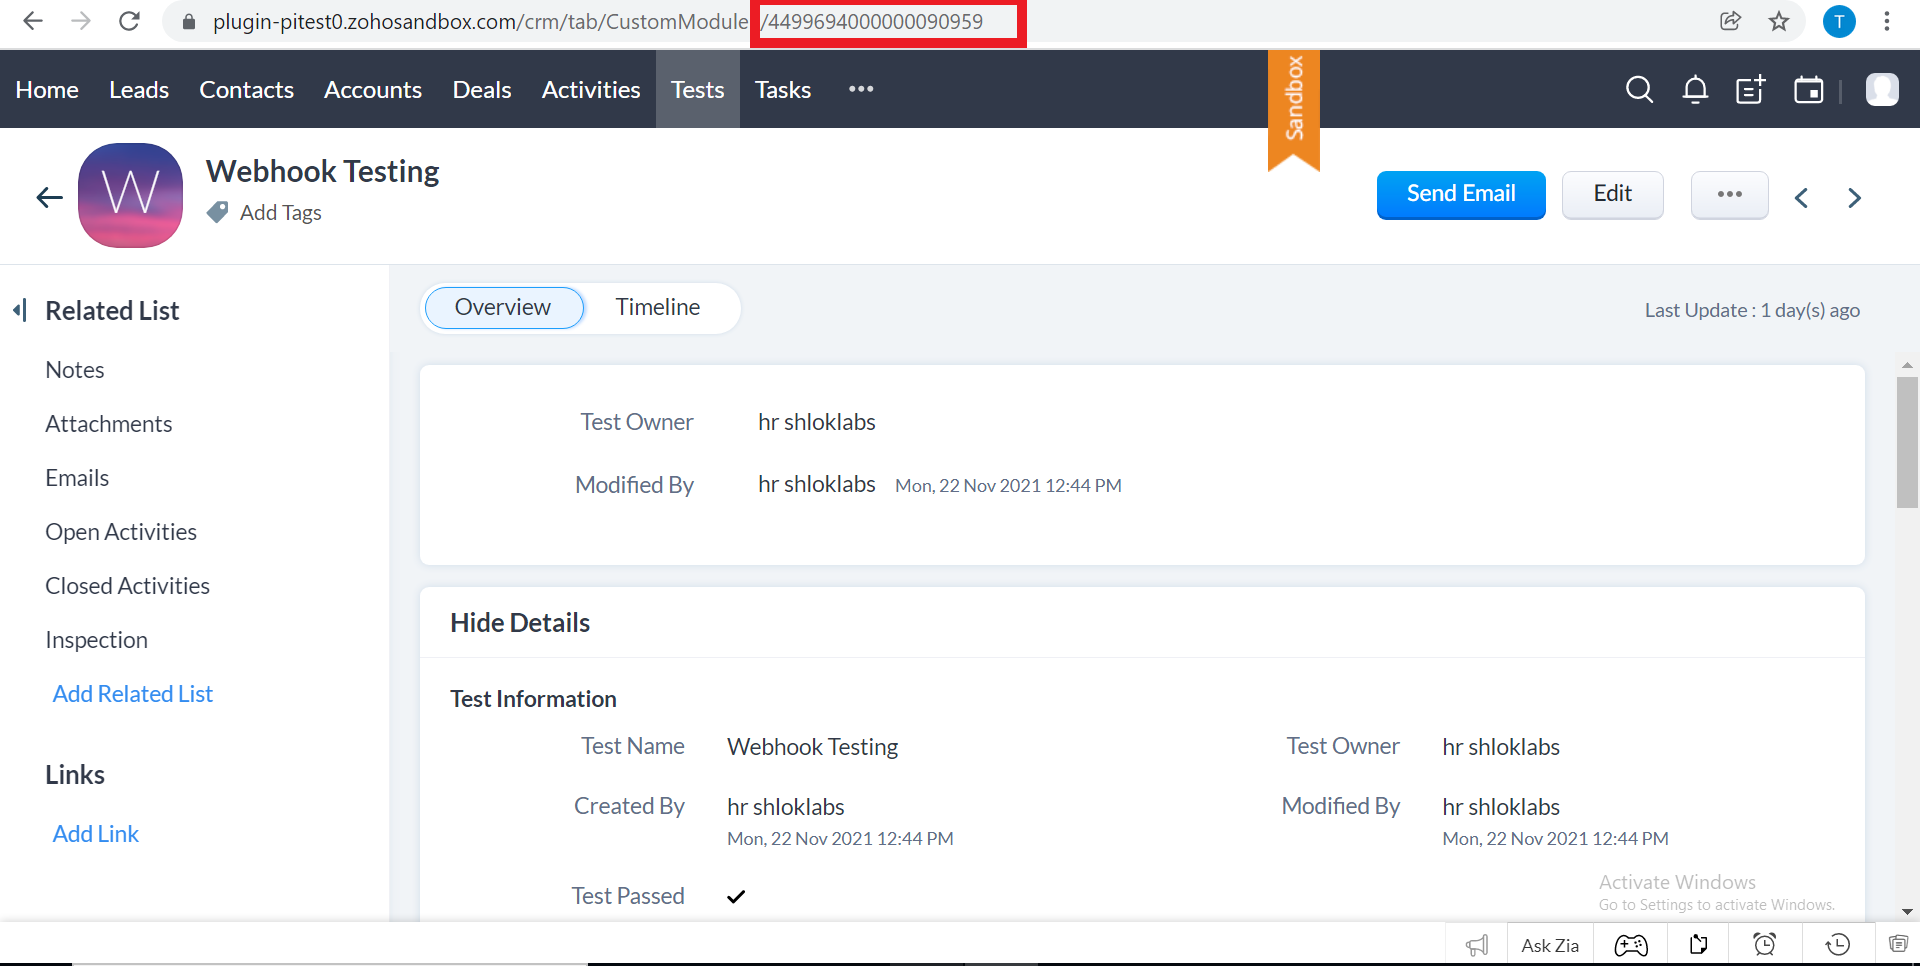 plugin-pitest0.zohosandbox.com/crm/tab/CustomModule /4499694000000090959
T
Home Leads Contacts Accounts Deals Activities Tests Tasks
Sandbox
W
Webhook Testing
Add Tags
Send Email Edit
Related List
Notes
Attachments
Emails
Open Activities
Closed Activities
Inspection
Add Related List
Links
Add Link
Overview Timeline
Last Update : 1 day(s) ago
Test Owner hr shloklabs
Modified By hr shloklabs Mon, 22 Nov 2021 12:44 PM
Hide Details
Test Information
Test Name Webhook Testing Test Owner hr shloklabs
Created By hr shloklabs Modified By hr shloklabs
Mon, 22 Nov 2021 12:44 PM Mon, 22 Nov 2021 12:44 PM
Test Passed
Activate Windows
Go to Settings to activate Windows.
Ask Zia